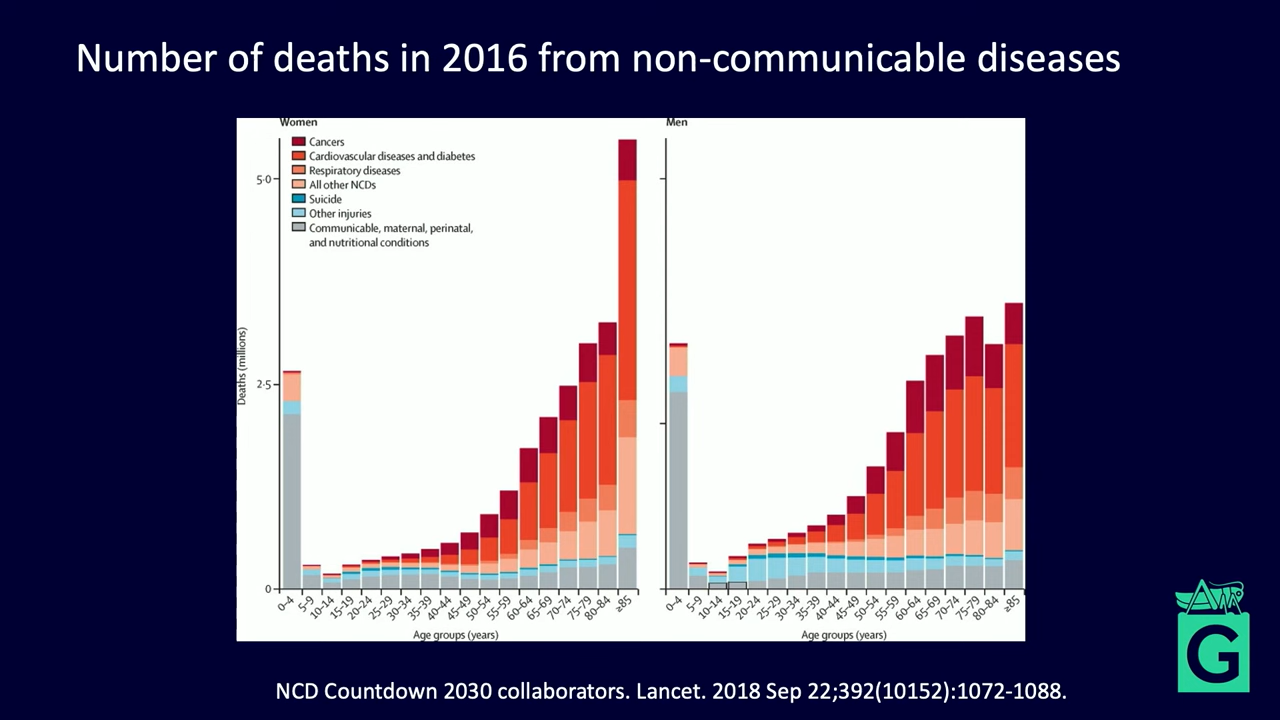 Number of deaths in 2016 from non-communicable diseases
Women
Men
Cancers
Cardiovascular diseases and diabetes
Respiratory diseases
All other NCDs
Suicide
Other injuries
Communicable, maternal, perinatal,
and nutritional conditions
Deaths (millions)
5·0
2·5
0
0-4
5-9
10-14
15-19
20-24
25-29
30-34
35-39
40-44
45-49
50-54
55-59
60-64
65-69
70-74
75-79
80-84
≥85
Age groups (years)
0-4
5-9
10-14
15-19
20-24
25-29
30-34
35-39
40-44
45-49
50-54
55-59
60-64
65-69
70-74
75-79
80-84
≥85
Age groups (years)
G
NCD Countdown 2030 collaborators. Lancet. 2018 Sep 22;392(10152):1072-1088.